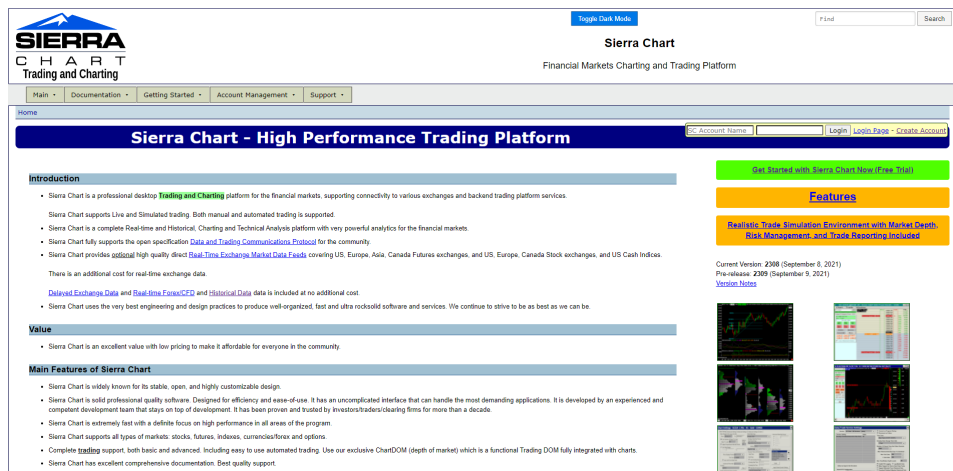 SIERRA
CHART
Trading and Charting
Toggle Dark Mode
Find
Search
Sierra Chart
Financial Markets Charting and Trading Platform
Main
Documentation
Getting Started
Account Management
Support
Home
Sierra Chart - High Performance Trading Platform
SC Account Name
Login
Login Page - Create Account
Introduction
Sierra Chart is a professional desktop Trading and Charting platform for the financial markets, supporting connectivity to various exchanges and backend trading platform services.
Sierra Chart supports Live and Simulated trading. Both manual and automated trading is supported.
Sierra Chart is a complete Real-time and Historical, Charting and Technical Analysis platform with very powerful analytics for the financial markets.
Sierra Chart fully supports the open specification Data and Trading Communications Protocol for the community.
Sierra Chart provides optional high quality direct Real-Time Exchange Market Data Feeds covering US, Europe, Asia, Canada Futures exchanges, and US, Europe, Canada Stock exchanges, and US Cash Indices.
There is an additional cost for real-time exchange data.
Delayed Exchange Data and Real-time Forex/CFD and Historical Data data is included at no additional cost.
Sierra Chart uses the very best engineering and design practices to produce well-organized, fast and ultra rocksolid software and services. We continue to strive to be as best as we can be.
Value
Sierra Chart is an excellent value with low pricing to make it affordable for everyone in the community.
Main Features of Sierra Chart
Sierra Chart is widely known for its stable, open, and highly customizable design.
Sierra Chart is solid professional quality software. Designed for efficiency and ease-of-use. It has an uncomplicated interface that can handle the most demanding applications. It is developed by an experienced and
competent development team that stays on top of development. It has been proven and trusted by investors/traders/clearing firms for more than a decade.
Sierra Chart is extremely fast with a definite focus on high performance in all areas of the program.
Sierra Chart supports all types of markets: stocks, futures, indexes, currencies/forex and options.
Complete trading support, both basic and advanced. Including easy to use automated trading. Use our exclusive ChartDOM (depth of market) which is a functional Trading DOM fully integrated with charts.
Sierra Chart has excellent comprehensive documentation. Best quality support.
Get Started with Sierra Chart Now (Free Trial)
Features
Realistic Trade Simulation Environment with Market Depth,
Risk Management, and Trade Reporting Included
Current Version: 2308 (September 8, 2021)
Pre-release: 2309 (September 9, 2021)
Version Notes